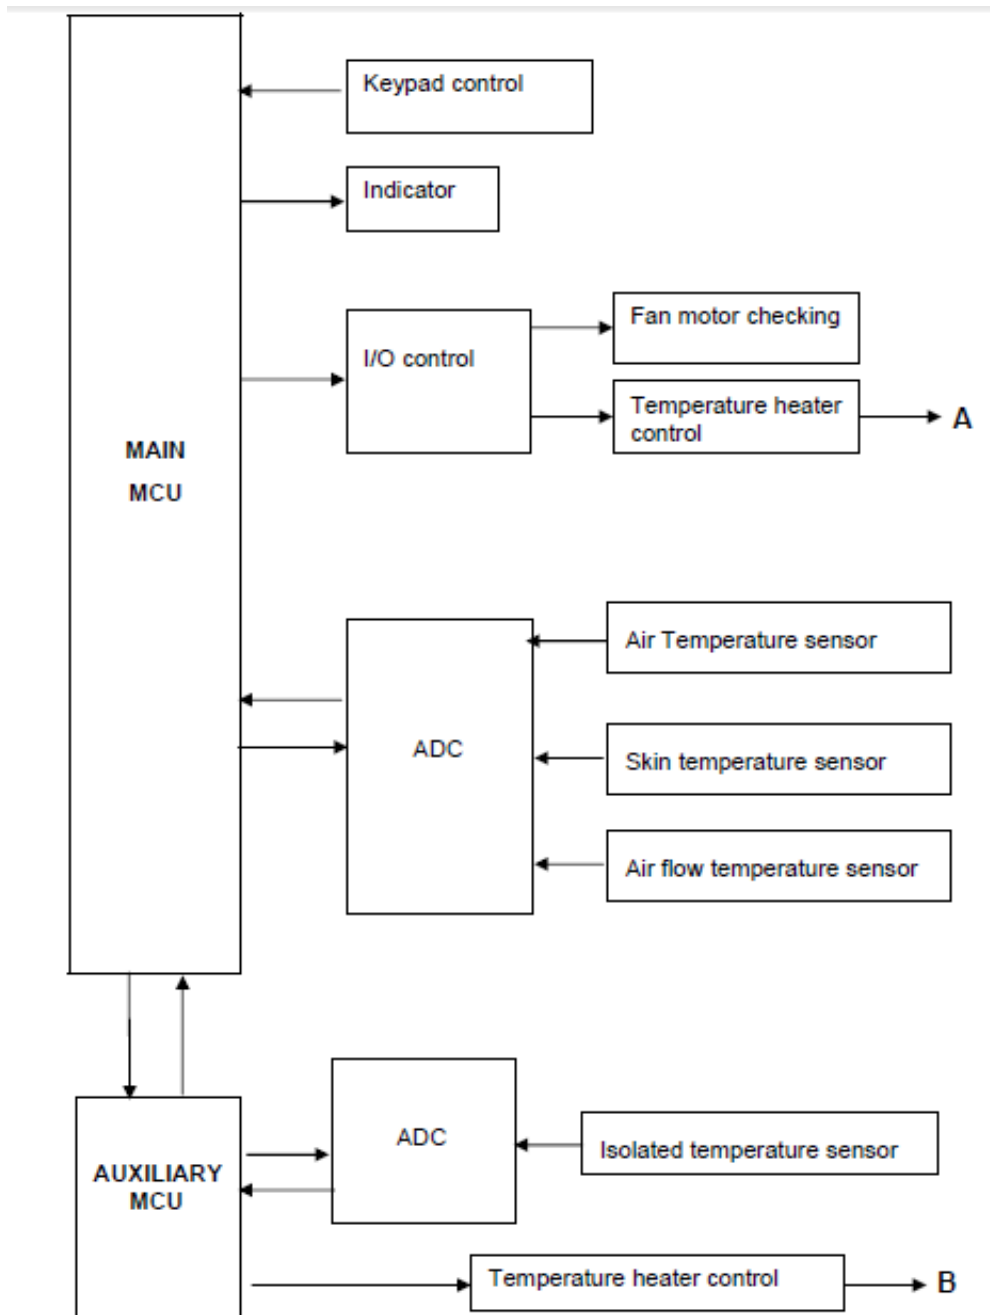 Keypad control
Indicator
Fan motor checking
I/O control
Temperature heater
control
A
MAIN
MCU
Air Temperature sensor
ADC
Skin temperature sensor
Air flow temperature sensor
ADC
Isolated temperature sensor
AUXILIARY
MCU
Temperature heater control
B